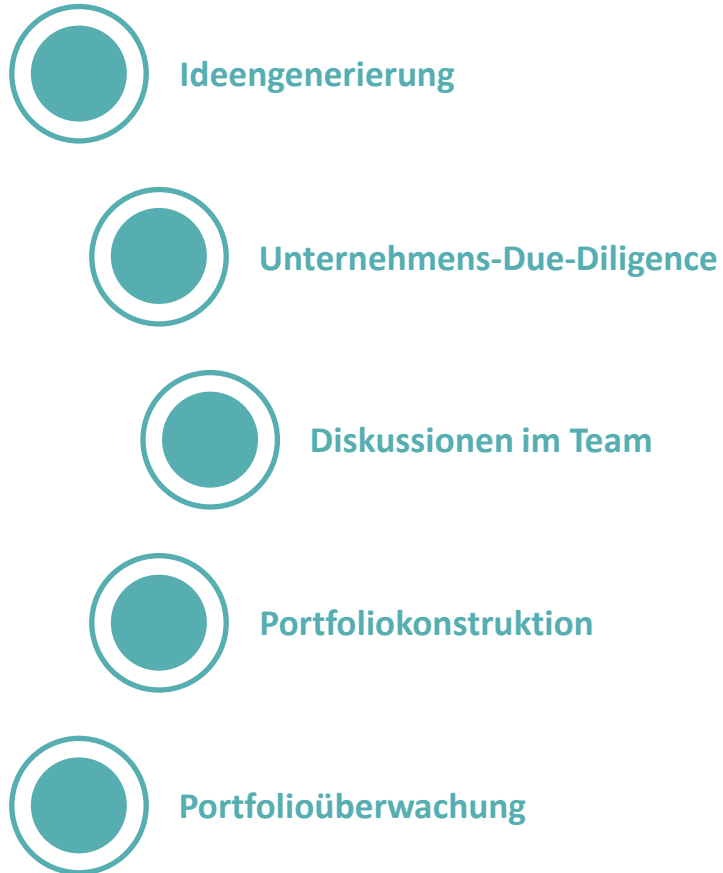 Ideengenerierung
Unternehmens-Due-Diligence
Diskussionen im Team
Portfoliokonstruktion
Portfolioüberwachung